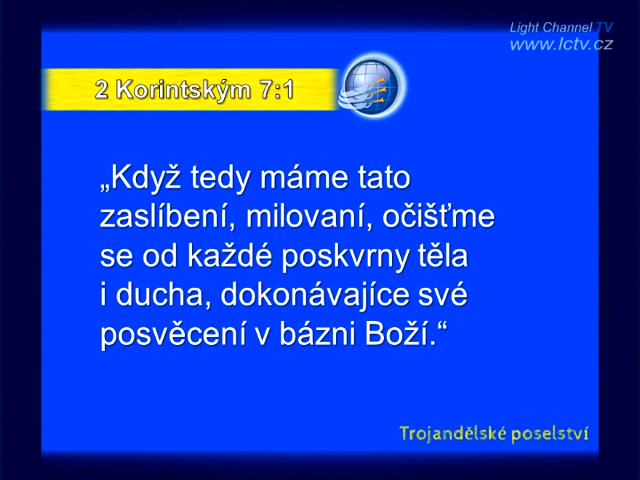 Light Channel TV
www.lctv.cz
2 Korintským 7:1
„Když tedy máme tato
zaslíbení, milovaní, očišťme
se od každé poskvrny těla
i ducha, dokonávajíce své
posvěcení v bázni Boží.“
Trojandělské poselství